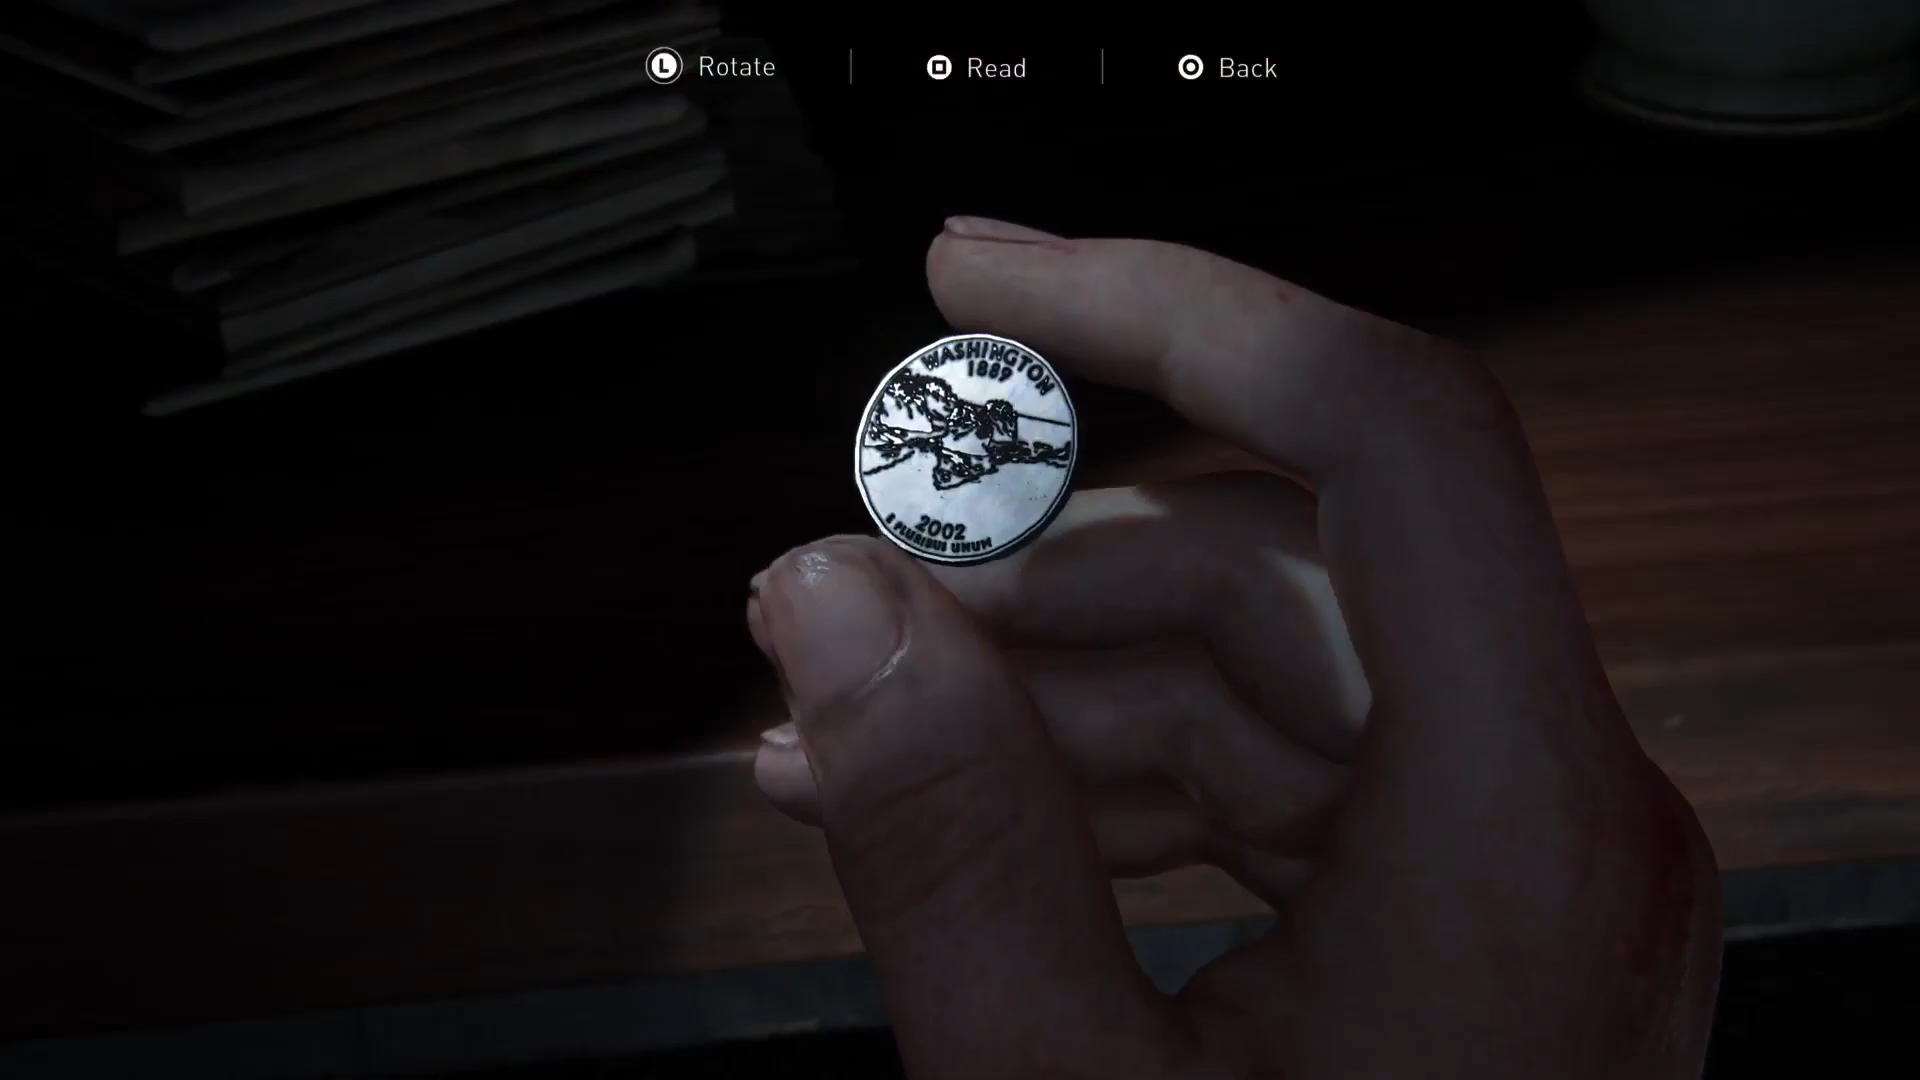 L Rotate Read Back
WASHINGTON
1889
2002
E PLURIBUS UNUM